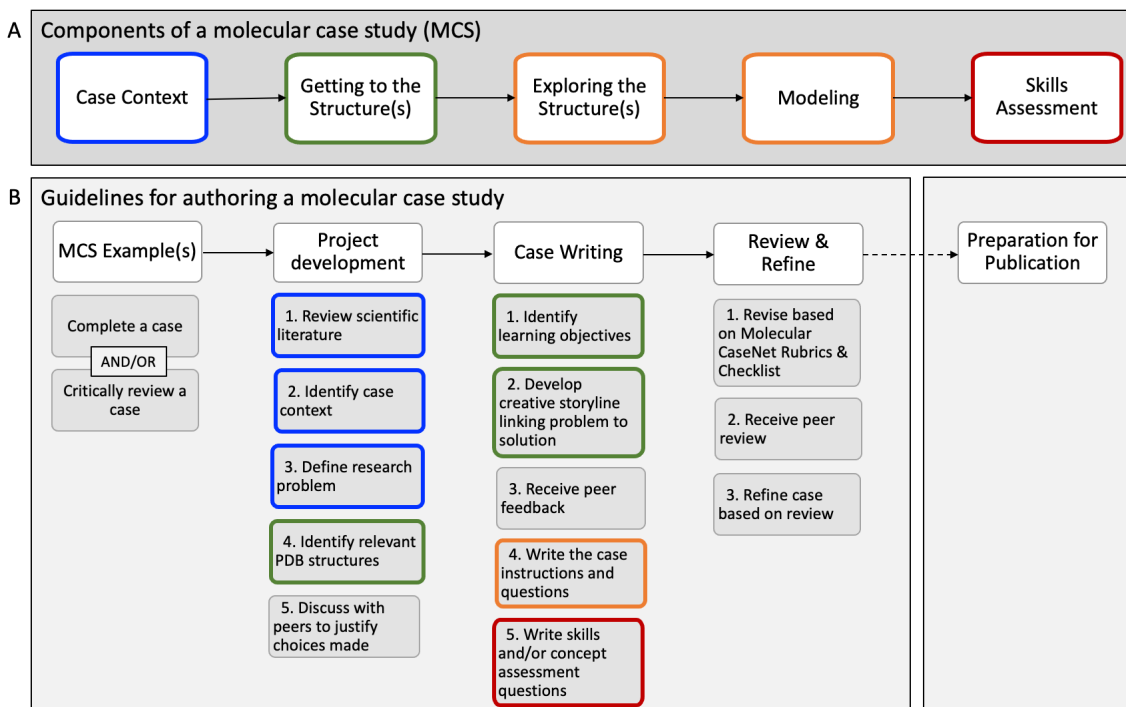 A
Components of a molecular case study (MCS)
Case Context
Getting to the
Structure(s)
Exploring the
Structure(s)
Modeling
Skills
Assessment
B
Guidelines for authoring a molecular case study
MCS Example(s)
Complete a case
AND/OR
Critically review a
case
Project
development
1. Review scientific
literature
2. Identify case
context
3. Define research
problem
4. Identify relevant
PDB structures
5. Discuss with
peers to justify
choices made
Case Writing
1. Identify
learning objectives
2. Develop
creative storyline
linking problem to
solution
3. Receive peer
feedback
4. Write the case
instructions and
questions
5. Write skills
and/or concept
assessment
questions
Review &
Refine
1. Revise based
on Molecular
CaseNet Rubrics &
Checklist
2. Receive peer
review
3. Refine case
based on review
Preparation for
Publication